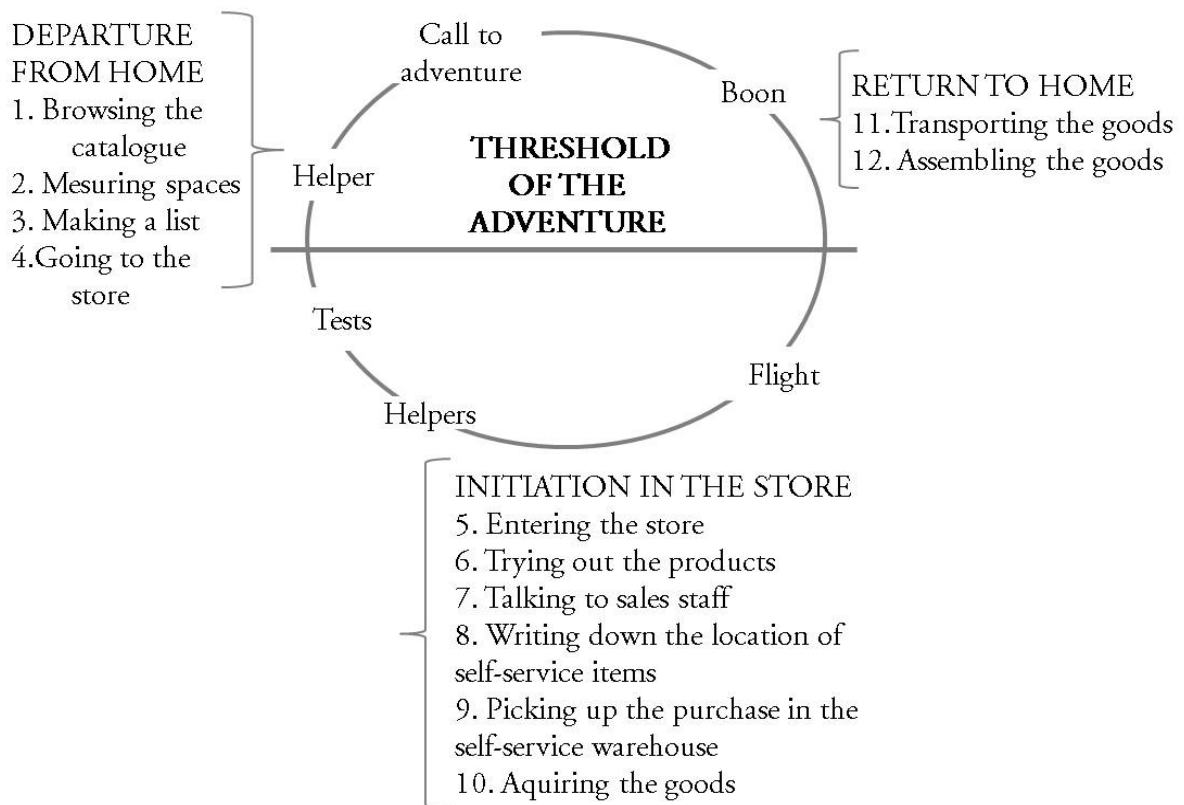 DEPARTURE
FROM HOME
1. Browsing the
catalogue
2. Mesuring spaces
3. Making a list
4.Going to the
store
Call to
adventure
Helper
THRESHOLD
OF THE
ADVENTURE
Boon
RETURN TO HOME
11.Transporting the goods
12. Assembling the goods
Tests
Helpers
Flight
INITIATION IN THE STORE
5. Entering the store
6. Trying out the products
7. Talking to sales staff
8. Writing down the location of
self-service items
9. Picking up the purchase in the
self-service warehouse
10. Aquiring the goods